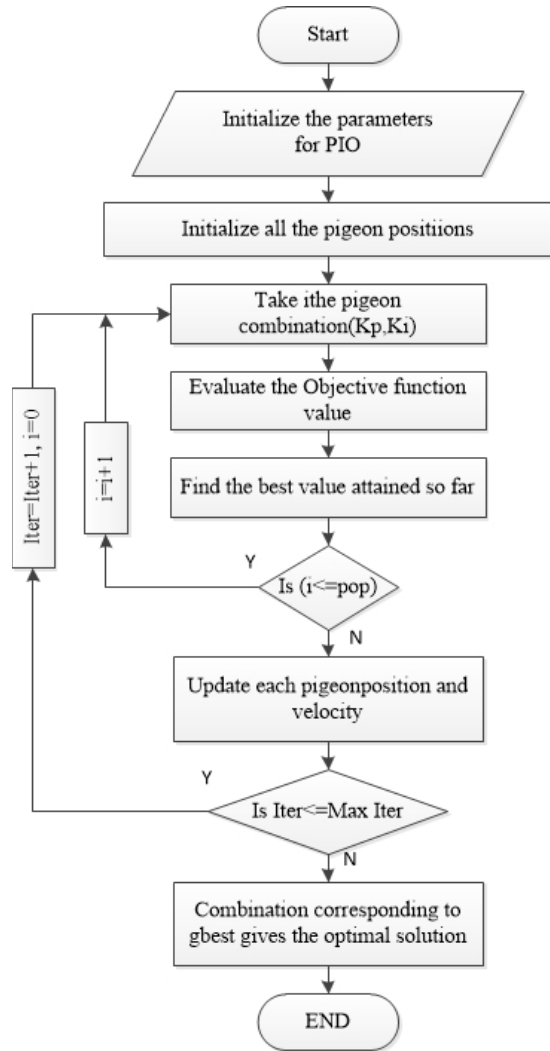 Start
Initialize the parameters
for PIO
Initialize all the pigeon positiions
Take ithe pigeon
combination(Kp,Ki)
Evaluate the Objective function
value
Find the best value attained so far
Iter=Iter+1, i=0
i=i+1
Y
Is (i<=pop)
N
Update each pigeonposition and
velocity
Y
Is Iter<=Max Iter
N
Combination corresponding to
gbest gives the optimal solution
END